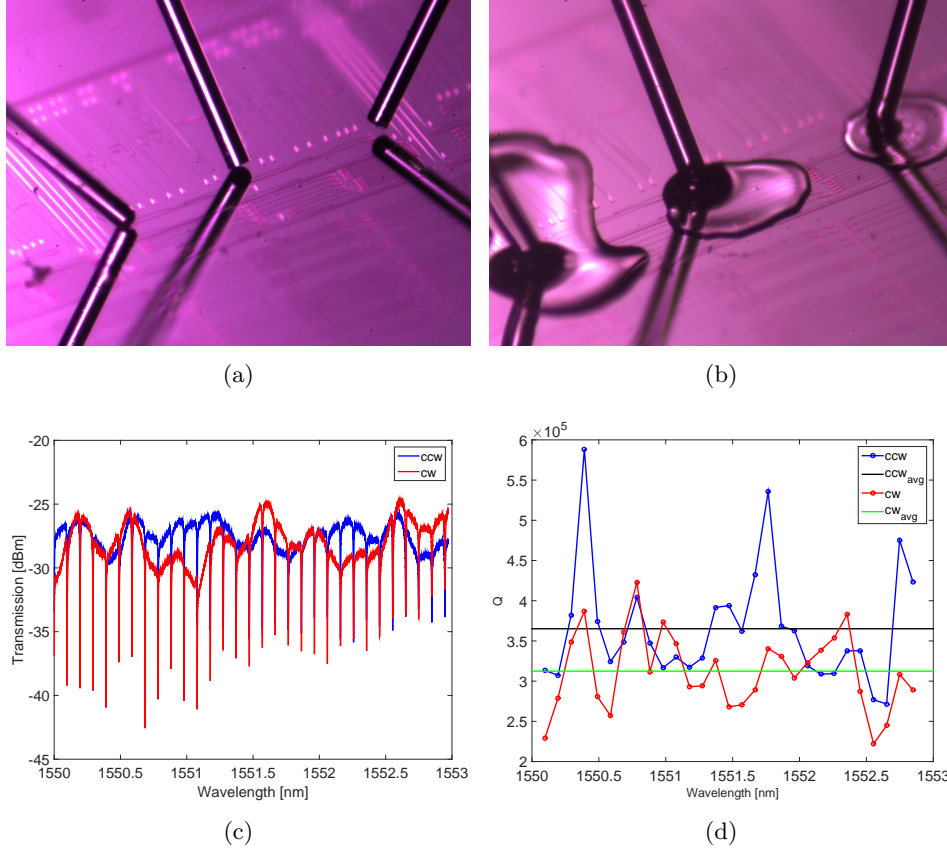 (a)
(b)
-20
-25
-30
-35
-40
-45
Transmission [dBm]
1550
1550.5
1551
1551.5
1552
1552.5
1553
Wavelength [nm]
ccw
cw
(c)
×10⁵
6
5.5
5
4.5
4
3.5
3
2.5
2
Q
1550
1550.5
1551
1551.5
1552
1552.5
1553
Wavelength [nm]
ccw
ccw_avg
cw
cw_avg
(d)